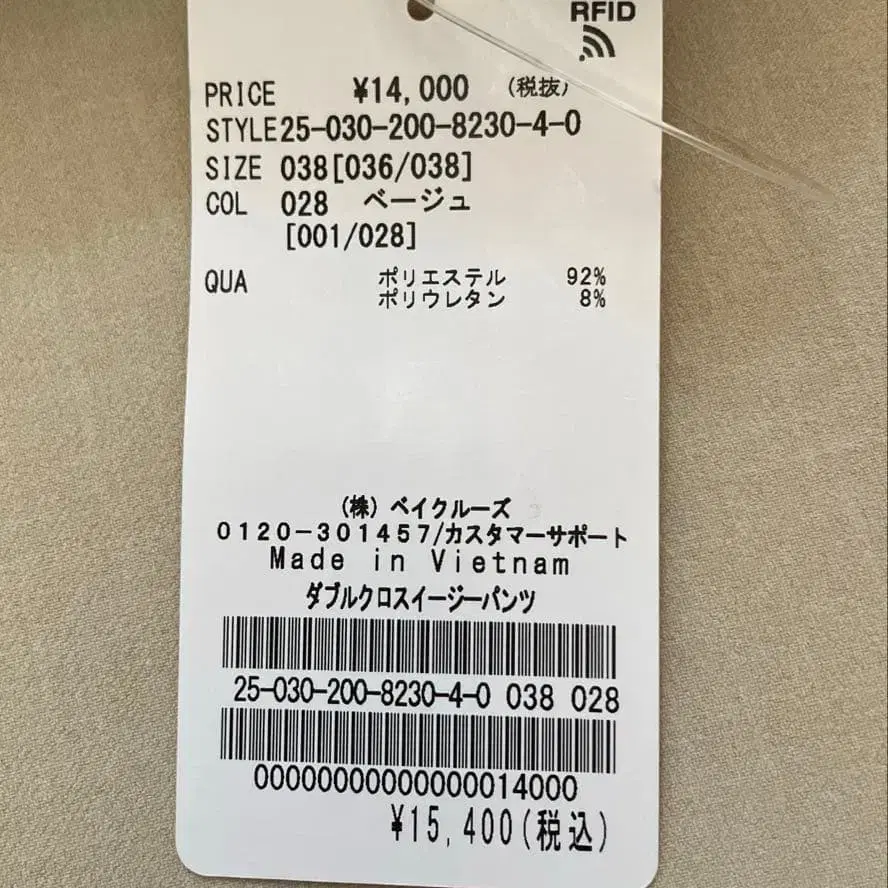 RFID
PRICE ¥14,000 (税抜)
STYLE25-030-200-8230-4-0
SIZE 038[036/038]
COL 028 ベージュ
[001/028]
QUA ポリエステル 92%
ポリウレタン 8%
(株)ベイクルーズ
0120-301457/カスタマーサポート
Made in Vietnam
ダブルクロスイージーパンツ
25-030-200-8230-4-0 038 028
00000000000000014000
¥15,400(税込)